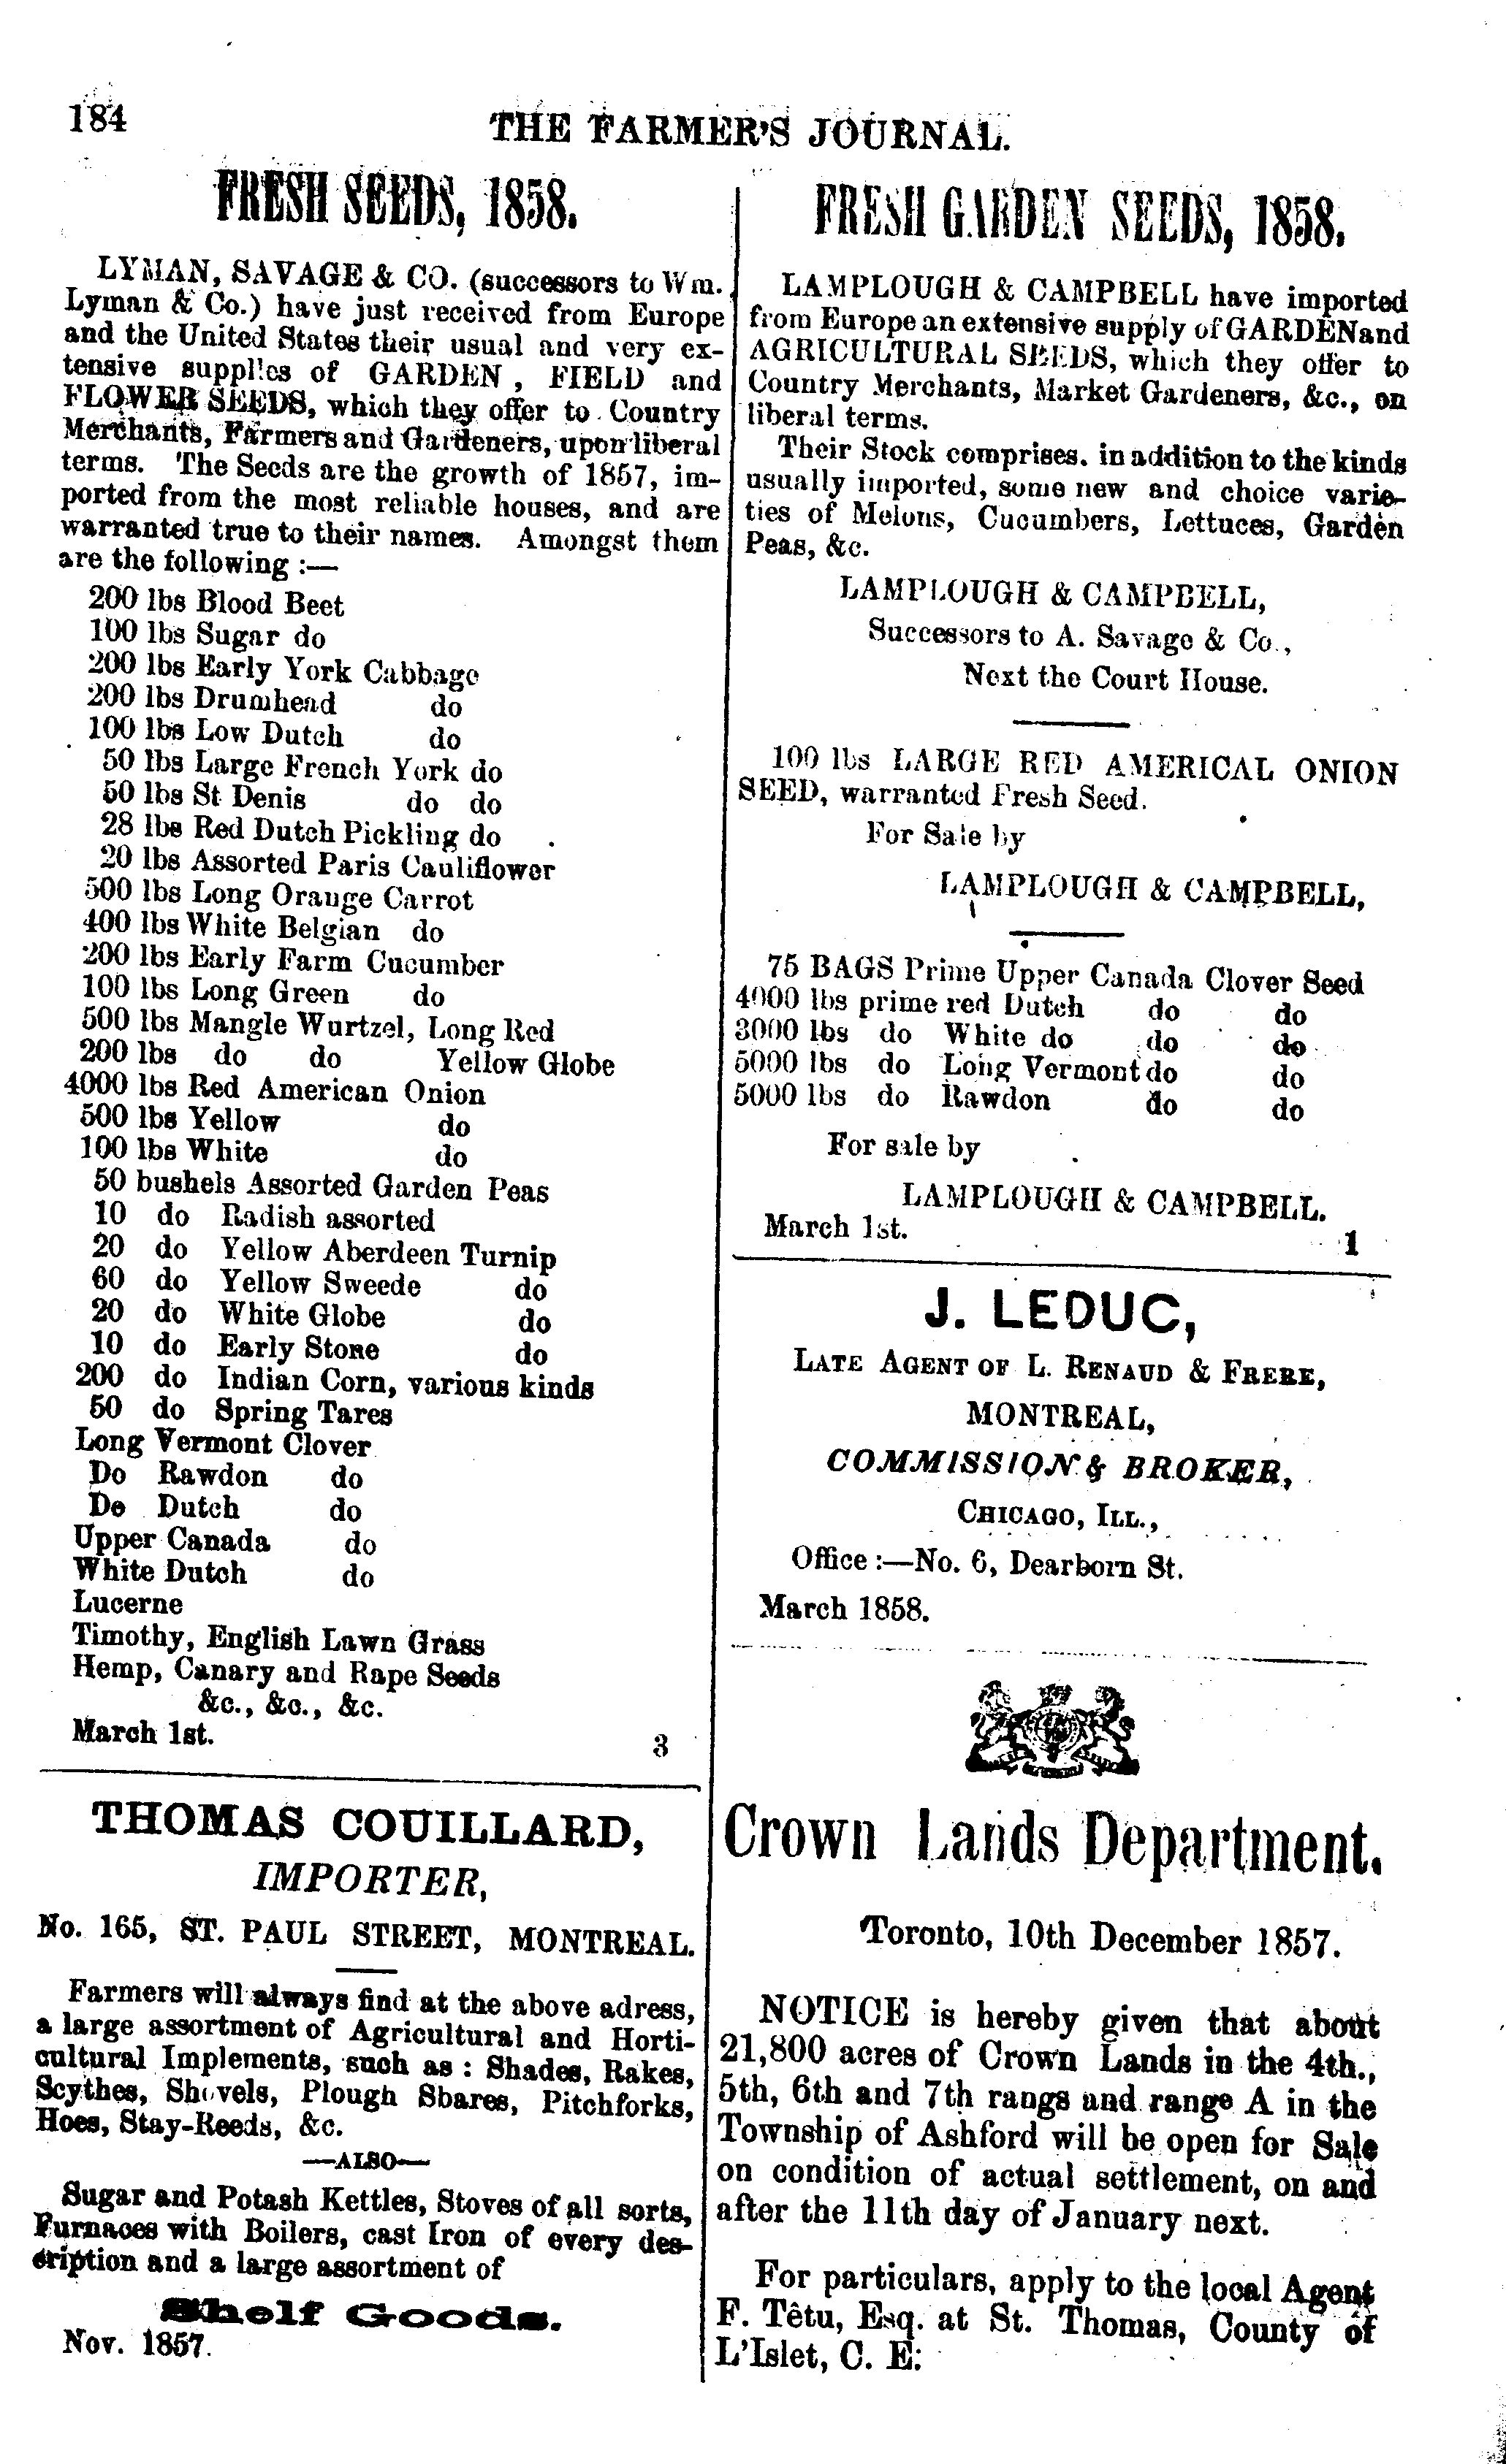 184
THE FARMER'S JOURNAL.
FRESH SEEDS, 1858.
LYMAN, SAVAGE & CO. (successors to Wm.
Lyman & Co.) have just received from Europe
and the United States their usual and very ex-
tensive supplies of GARDEN, FIELD and
FLOWER SEEDS, which they offer to Country
Merchants, Farmers and Gardeners, upon liberal
terms. The Seeds are the growth of 1857, im-
ported from the most reliable houses, and are
warranted true to their names. Amongst them
are the following :—
200 lbs Blood Beet
100 lbs Sugar do
200 lbs Early York Cabbage
200 lbs Drumhead do
100 lbs Low Dutch do
50 lbs Large French York do
50 lbs St Denis do do
28 lbs Red Dutch Pickling do
20 lbs Assorted Paris Cauliflower
500 lbs Long Orange Carrot
400 lbs White Belgian do
200 lbs Early Farm Cucumber
100 lbs Long Green do
500 lbs Mangle Wurtzel, Long Red
200 lbs do do Yellow Globe
4000 lbs Red American Onion
500 lbs Yellow do
100 lbs White do
50 bushels Assorted Garden Peas
10 do Radish assorted
20 do Yellow Aberdeen Turnip
60 do Yellow Sweede do
20 do White Globe do
10 do Early Stone do
200 do Indian Corn, various kinds
50 do Spring Tares
Long Vermont Clover
Do Rawdon do
Do Dutch do
Upper Canada do
White Dutch do
Lucerne
Timothy, English Lawn Grass
Hemp, Canary and Rape Seeds
&c., &c., &c.
March 1st. 3
THOMAS COUILLARD,
IMPORTER,
No. 165, ST. PAUL STREET, MONTREAL.
Farmers will always find at the above adress,
a large assortment of Agricultural and Horti-
cultural Implements, such as : Shades, Rakes,
Scythes, Shovels, Plough Sbares, Pitchforks,
Hoes, Stay-Reeds, &c.
—ALSO—
Sugar and Potash Kettles, Stoves of all sorts,
Furnaces with Boilers, cast Iron of every des-
cription and a large assortment of
Shelf Goods.
Nov. 1857.
FRESH GARDEN SEEDS, 1858.
LAMPLOUGH & CAMPBELL have imported
from Europe an extensive supply of GARDEN and
AGRICULTURAL SEEDS, which they offer to
Country Merchants, Market Gardeners, &c., on
liberal terms.
Their Stock comprises. in addition to the kinds
usually imported, some new and choice varie-
ties of Melons, Cucumbers, Lettuces, Garden
Peas, &c.
LAMPLOUGH & CAMPBELL,
Successors to A. Savage & Co.,
Next the Court House.
100 lbs LARGE RED AMERICAL ONION
SEED, warranted Fresh Seed.
For Sale by
LAMPLOUGH & CAMPBELL,
75 BAGS Prime Upper Canada Clover Seed
4000 lbs prime red Dutch do do
3000 lbs do White do do do
5000 lbs do Long Vermont do do
5000 lbs do Rawdon do do
For sale by
LAMPLOUGH & CAMPBELL.
March 1st. 1
J. LEDUC,
LATE AGENT OF L. RENAUD & FRERE,
MONTREAL,
COMMISSION & BROKER,
CHICAGO, ILL.,
Office :—No. 6, Dearborn St.
March 1858.
Crown Lands Department.
Toronto, 10th December 1857.
NOTICE is hereby given that about
21,800 acres of Crown Lands in the 4th.,
5th, 6th and 7th rangs and range A in the
Township of Ashford will be open for Sale
on condition of actual settlement, on and
after the 11th day of January next.
For particulars, apply to the local Agent
F. Têtu, Esq. at St. Thomas, County of
L'Islet, C. E: